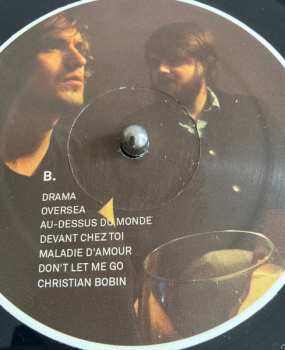 B.
DRAMA
OVERSEA
AU-DESSUS DU MONDE
DEVANT CHEZ TOI
MALADIE D'AMOUR
DON'T LET ME GO
CHRISTIAN BOBIN